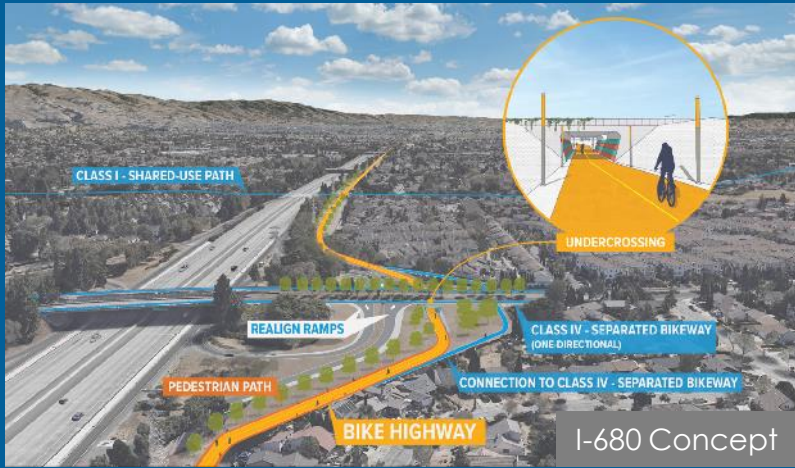 CLASS I - SHARED-USE PATH
UNDERCROSSING
REALIGN RAMPS
CLASS IV - SEPARATED BIKEWAY
(ONE-DIRECTIONAL)
PEDESTRIAN PATH
CONNECTION TO CLASS IV - SEPARATED BIKEWAY
BIKE HIGHWAY
I-680 Concept